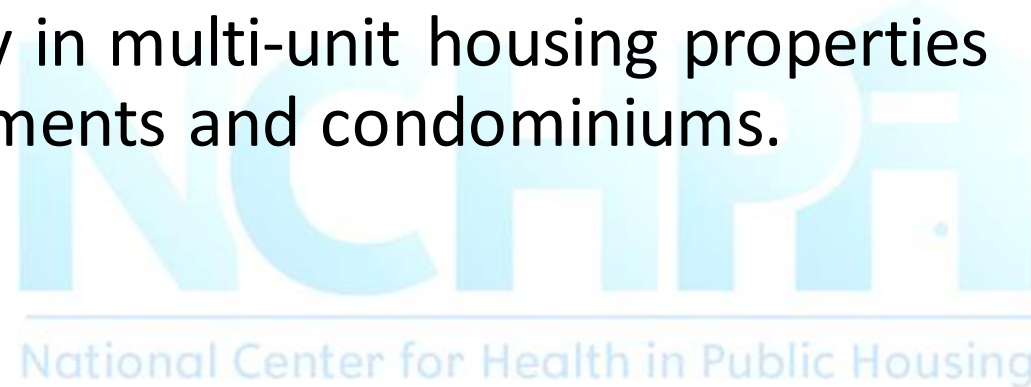 in multi-unit housing properties
ments and condominiums.
NCHPH
National Center for Health in Public Housing